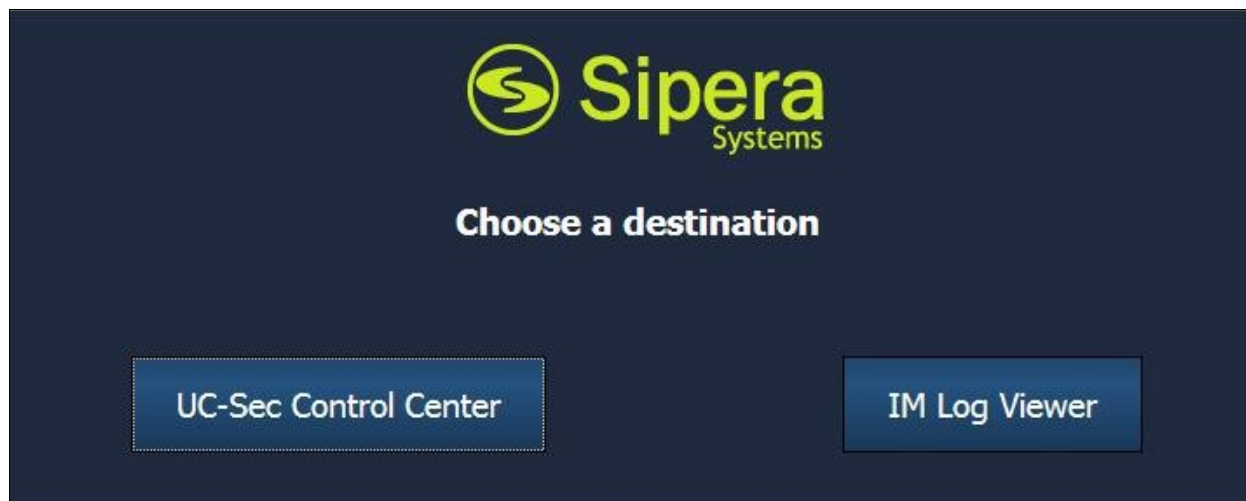 Sipera
Systems
Choose a destination
UC-Sec Control Center
IM Log Viewer